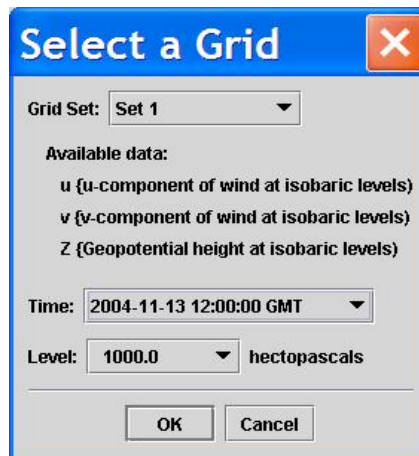 Select a Grid
Grid Set: Set 1
Available data:
u {u-component of wind at isobaric levels)
v {v-component of wind at isobaric levels)
Z {Geopotential height at isobaric levels)
Time: 2004-11-13 12:00:00 GMT
Level: 1000.0 hectopascals
OK Cancel